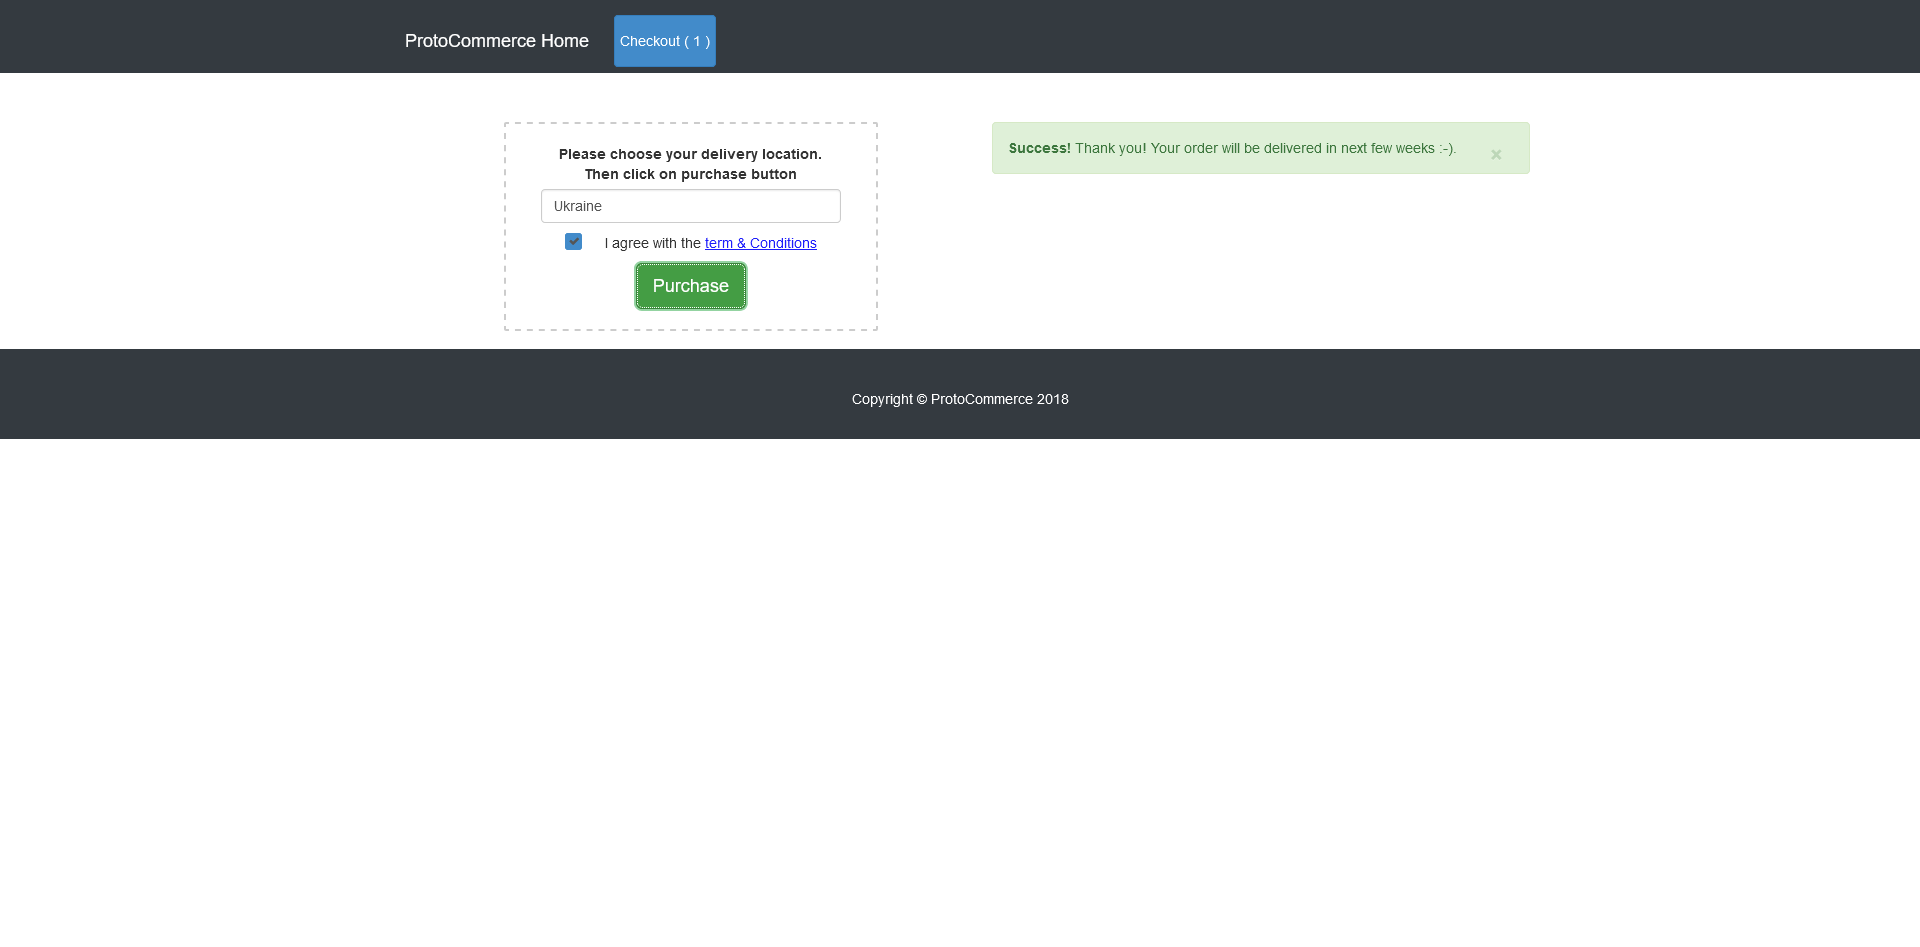 ProtoCommerce Home
Checkout ( 1 )
Please choose your delivery location.
Then click on purchase button
Ukraine
I agree with the term & Conditions
Purchase
Success! Thank you! Your order will be delivered in next few weeks :-).
×
Copyright © ProtoCommerce 2018